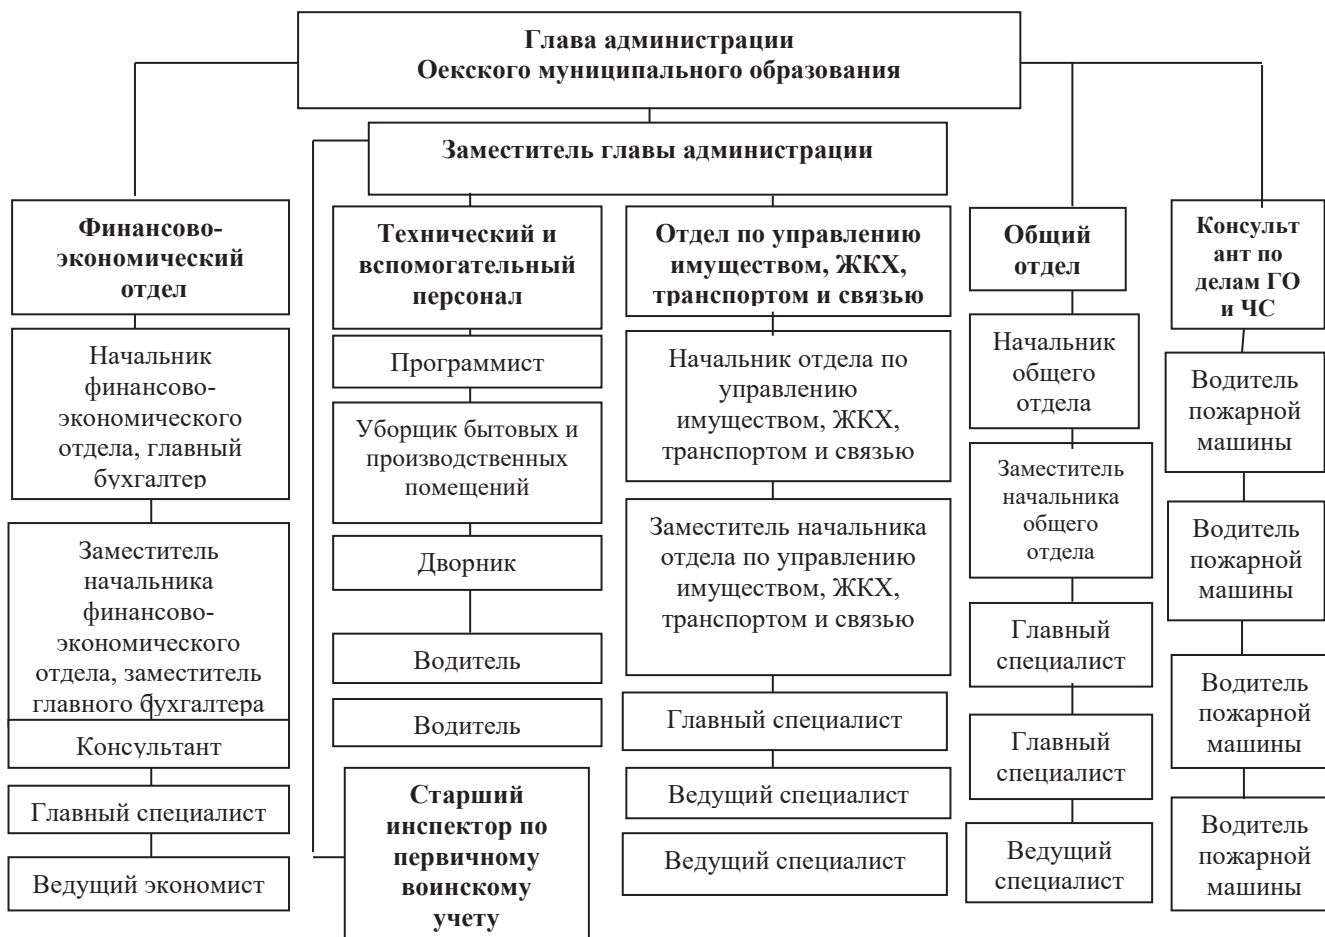 Глава администрации
Оекского муниципального образования
Заместитель главы администрации
Финансово-
экономический
отдел
Начальник
финансово-
экономического
отдела, главный
бухгалтер
Заместитель
начальника
финансово-
экономического
отдела, заместитель
главного бухгалтера
Консультант
Главный специалист
Ведущий экономист
Технический и
вспомогательный
персонал
Программист
Уборщик бытовых и
производственных
помещений
Дворник
Водитель
Водитель
Старший
инспектор по
первичному
воинскому
учету
Отдел по управлению
имуществом, ЖКХ,
транспортом и связью
Начальник отдела по
управлению
имуществом, ЖКХ,
транспортом и связью
Заместитель начальника
отдела по управлению
имуществом, ЖКХ,
транспортом и связью
Главный специалист
Ведущий специалист
Ведущий специалист
Общий
отдел
Начальник
общего
отдела
Заместитель
начальника
общего
отдела
Главный
специалист
Главный
специалист
Ведущий
специалист
Консульт
ант по
делам ГО
и ЧС
Водитель
пожарной
машины
Водитель
пожарной
машины
Водитель
пожарной
машины
Водитель
пожарной
машины